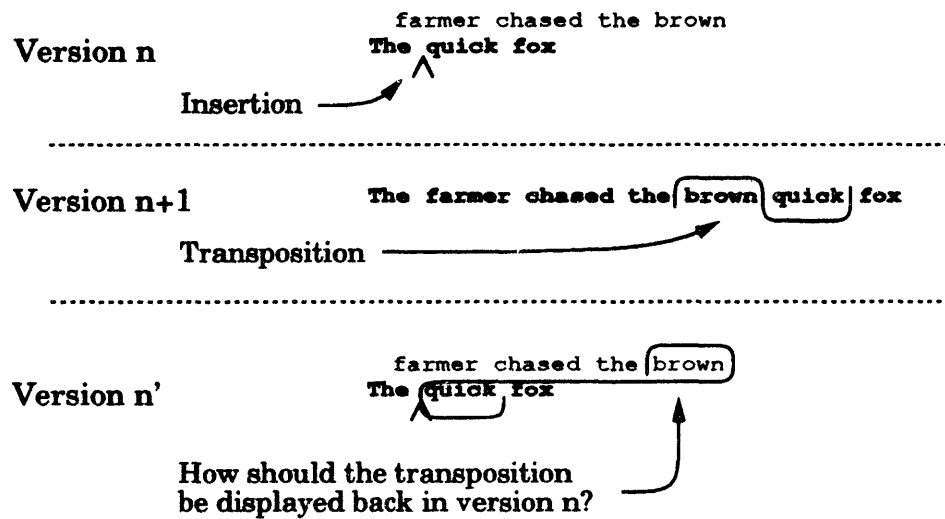 farmer chased the brown
Version n The quick fox
Insertion
Version n+1 The farmer chased the brown quick fox
Transposition
farmer chased the brown
Version n' The quick fox
How should the transposition
be displayed back in version n?